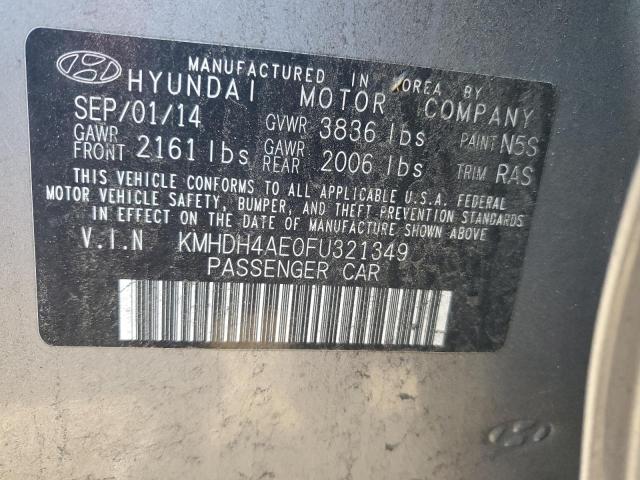 MANUFACTURED IN KOREA BY
HYUNDAI MOTOR COMPANY
SEP/01/14 GVWR 3836 lbs PAINT N5S
GAWR FRONT 2161 lbs GAWR REAR 2006 lbs TRIM RAS
THIS VEHICLE CONFORMS TO ALL APPLICABLE U.S.A. FEDERAL
MOTOR VEHICLE SAFETY, BUMPER, AND THEFT PREVENTION STANDARDS
IN EFFECT ON THE DATE OF MANUFACTURE SHOWN ABOVE.
V.I.N KMHDH4AE0FU321349
PASSENGER CAR